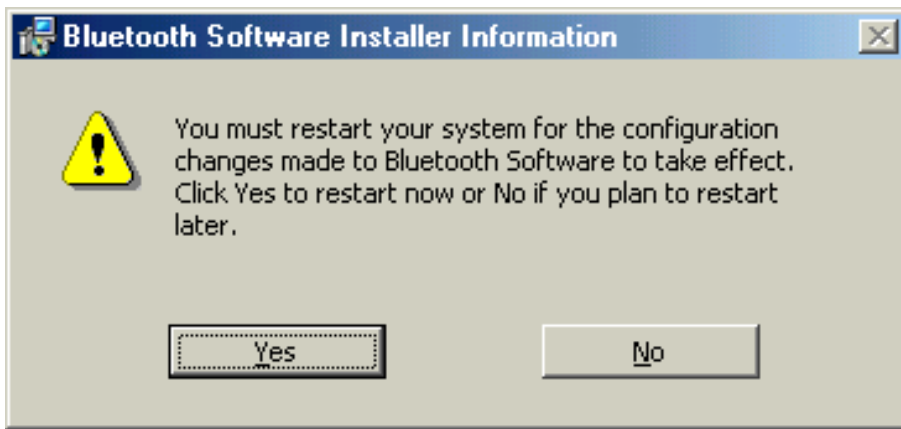 Bluetooth Software Installer Information
You must restart your system for the configuration
changes made to Bluetooth Software to take effect.
Click Yes to restart now or No if you plan to restart
later.
Yes
No